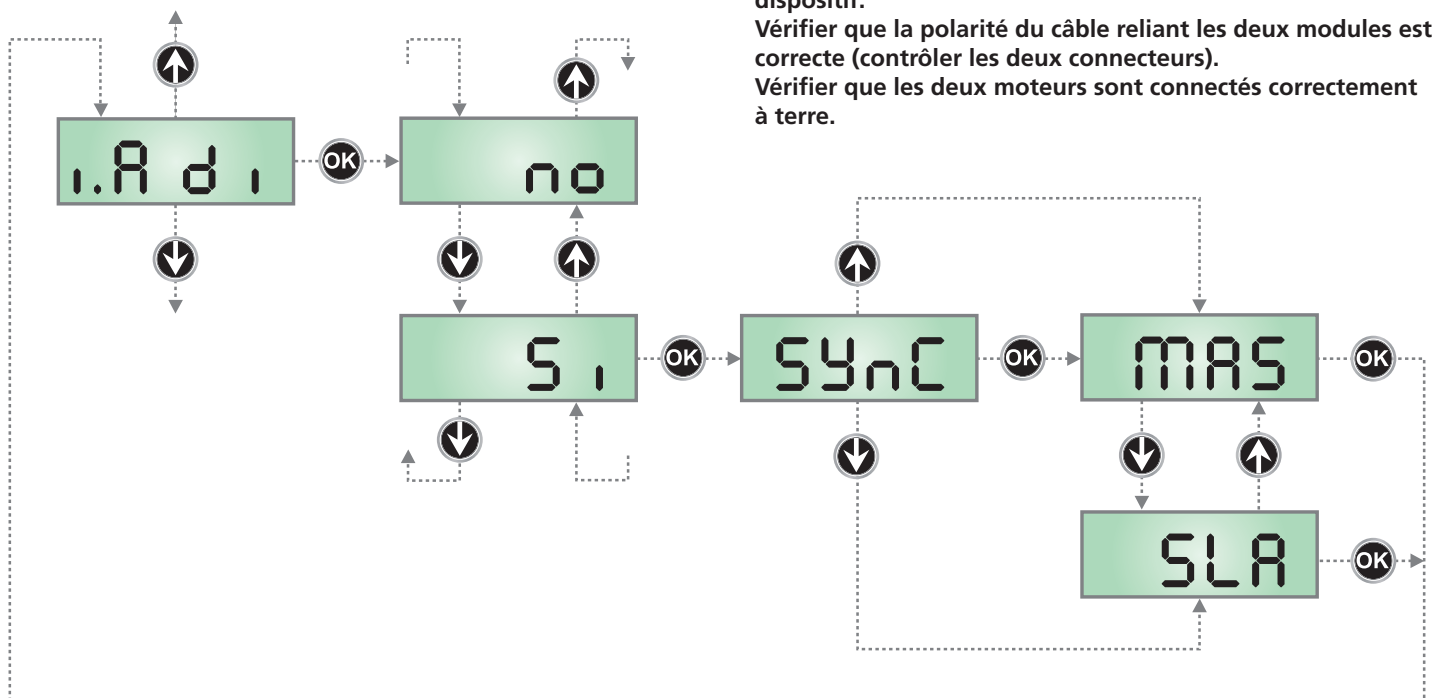 dispositif.
Vérifier que la polarité du câble reliant les deux modules est
correcte (contrôler les deux connecteurs).
Vérifier que les deux moteurs sont connectés correctement
à terre.
i.Adi
OK
no
Si
OK
SYnC
OK
MAS
OK
SLA
OK